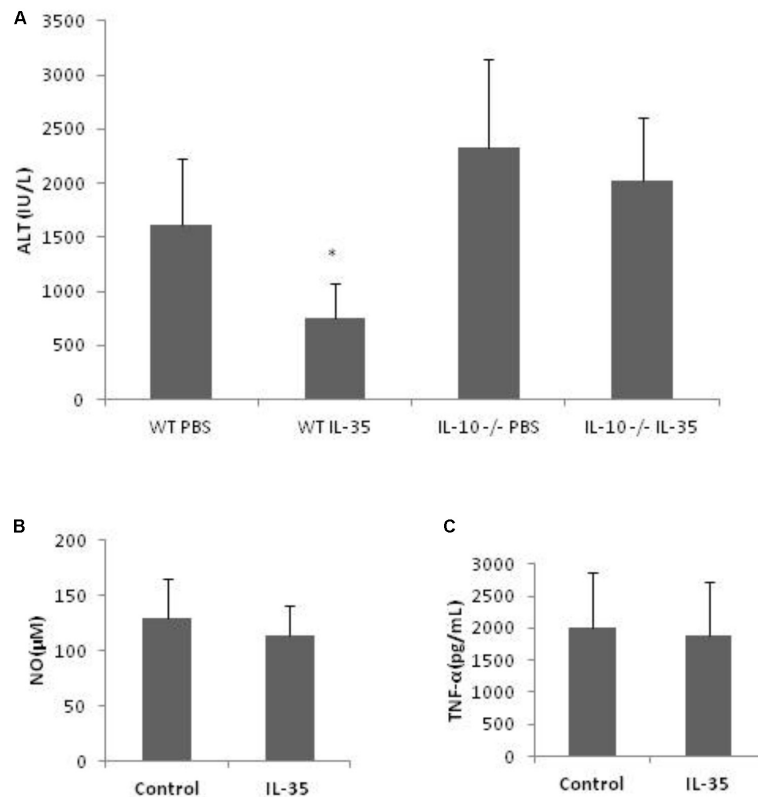 A
3500
3000
2500
2000
1500
1000
500
0
ALT (IU/L)
*
WT PBS
WT IL-35
IL-10 -/- PBS
IL-10 -/- IL-35
B
200
150
100
50
0
NO(μM)
Control
IL-35
C
3000
2500
2000
1500
1000
500
0
TNF-α(pg/mL)
Control
IL-35